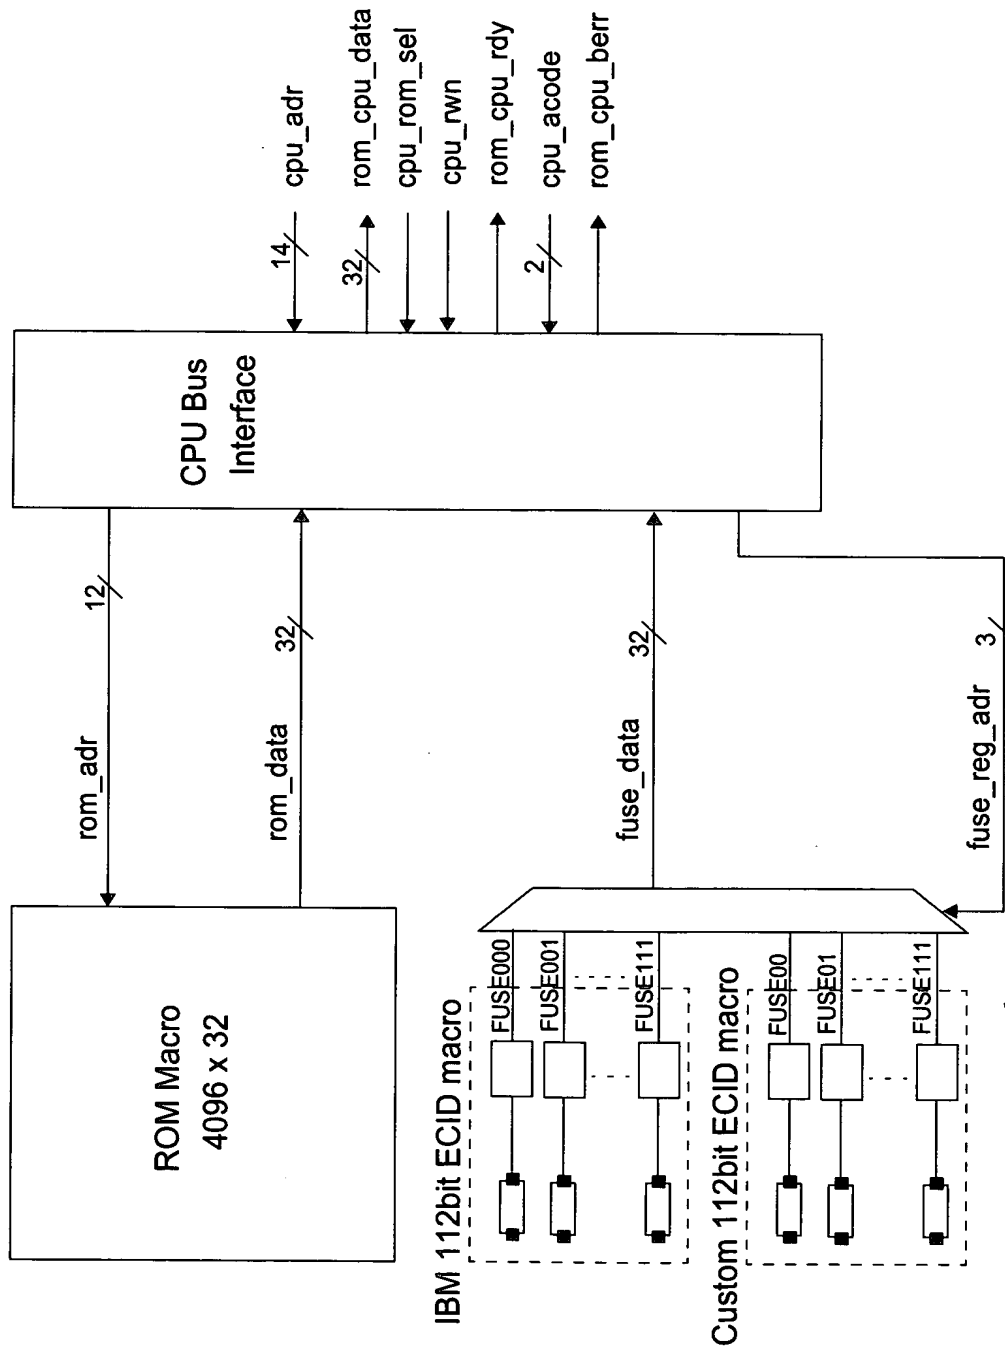 ROM Macro
4096 x 32
rom_adr
12
rom_data
32
CPU Bus
Interface
14
cpu_adr
32
rom_cpu_data
cpu_rom_sel
cpu_rwn
rom_cpu_rdy
2
cpu_acode
rom_cpu_berr
IBM 112bit ECID macro
FUSE000
FUSE001
FUSE111
fuse_data
32
Custom 112bit ECID macro
FUSE00
FUSE01
FUSE111
fuse_reg_adr
3